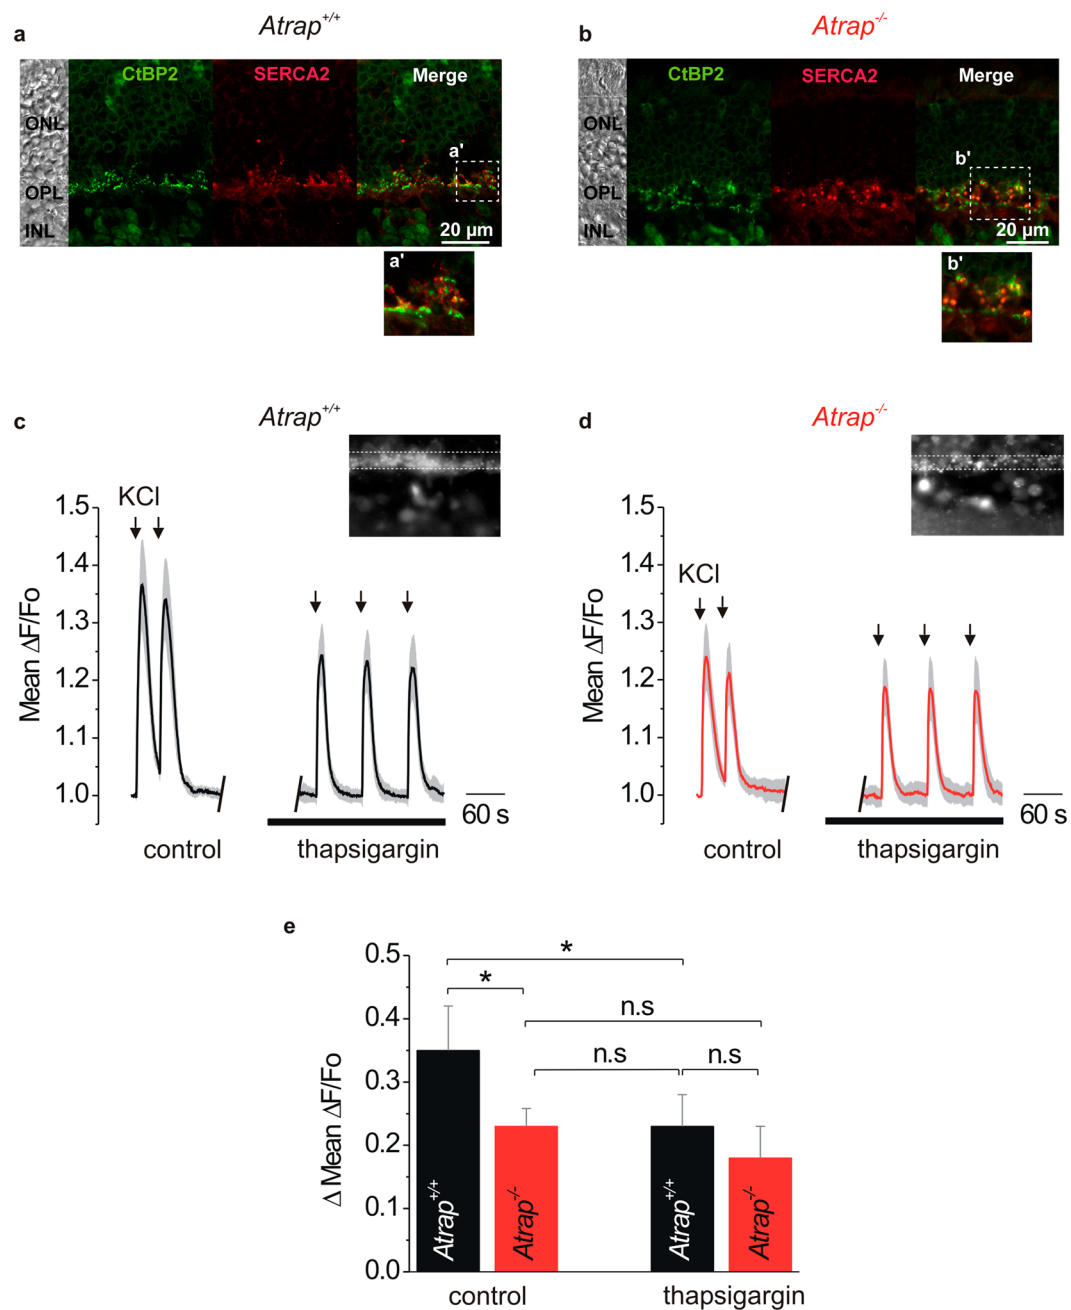 a
Atrap+/+
CtBP2
SERCA2
Merge
ONL
OPL
INL
a'
20 µm
a'
b
Atrap-/-
CtBP2
SERCA2
Merge
ONL
OPL
INL
b'
20 µm
b'
c
Atrap+/+
KCl
Mean ΔF/Fo
1.5
1.4
1.3
1.2
1.1
1.0
60 s
control
thapsigargin
d
Atrap-/-
KCl
Mean ΔF/Fo
1.5
1.4
1.3
1.2
1.1
1.0
60 s
control
thapsigargin
e
Δ Mean ΔF/Fo
0.5
0.4
0.3
0.2
0.1
0.0
*
*
n.s
n.s
n.s
Atrap+/+
Atrap-/-
Atrap+/+
Atrap-/-
control
thapsigargin